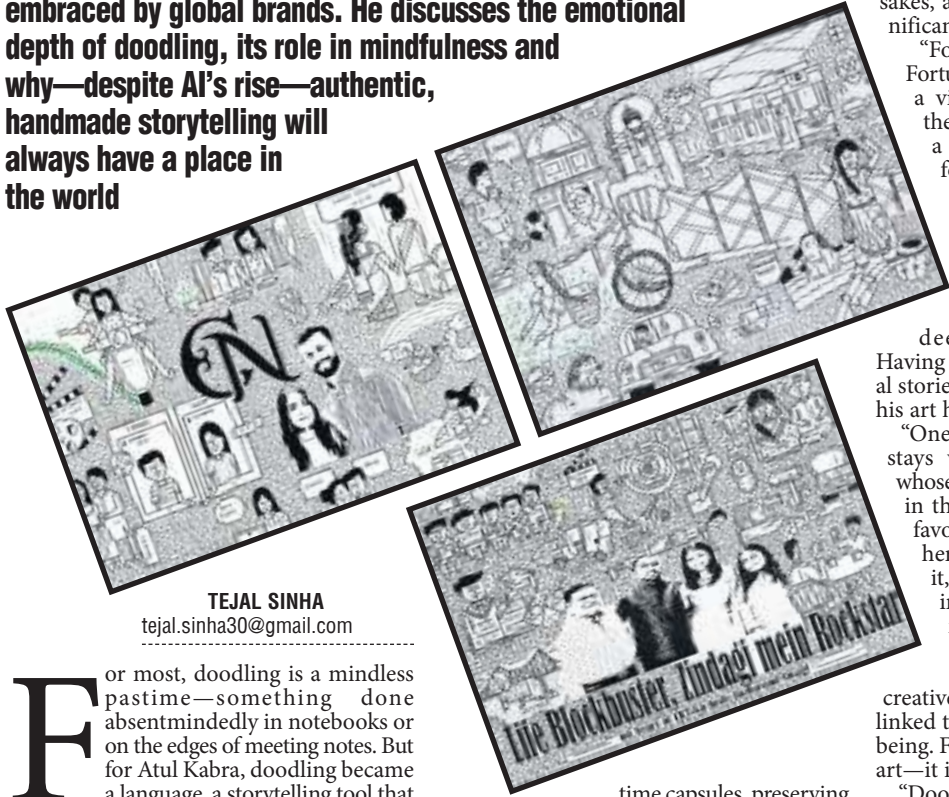 embraced by global brands. He discusses the emotional
depth of doodling, its role in mindfulness and
why—despite AI's rise—authentic,
handmade storytelling will
always have a place in
the world
CN
Blockbuster, Zindagi mein Rockstar
TEJAL SINHA
tejal.sinha30@gmail.com
For most, doodling is a mindless
pastime—something done
absentmindedly in notebooks or
on the edges of meeting notes. But
for Atul Kabra, doodling became
a language, a storytelling tool that
time capsules, preserving
sakes, a
nifican
“Fo
Fortu
a vi
the
a
fe
dee
Having
al storie
his art h
“One
stays
whose
in th
favo
her
it,
in
creative
linked t
being. F
art—it i
“Doo